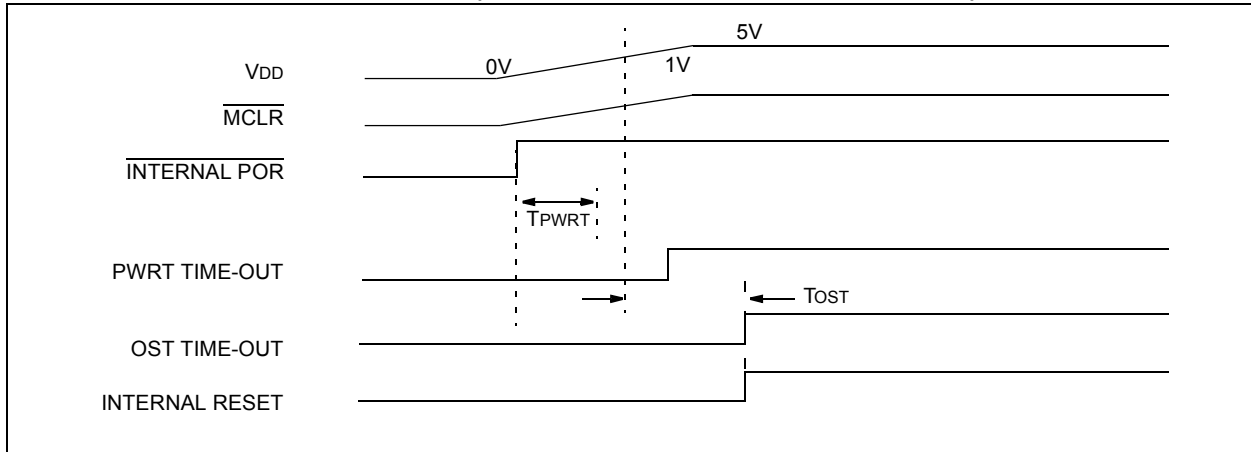 5V
VDD 0V 1V
MCLR
INTERNAL POR
TPWRT
PWRT TIME-OUT
TOST
OST TIME-OUT
INTERNAL RESET